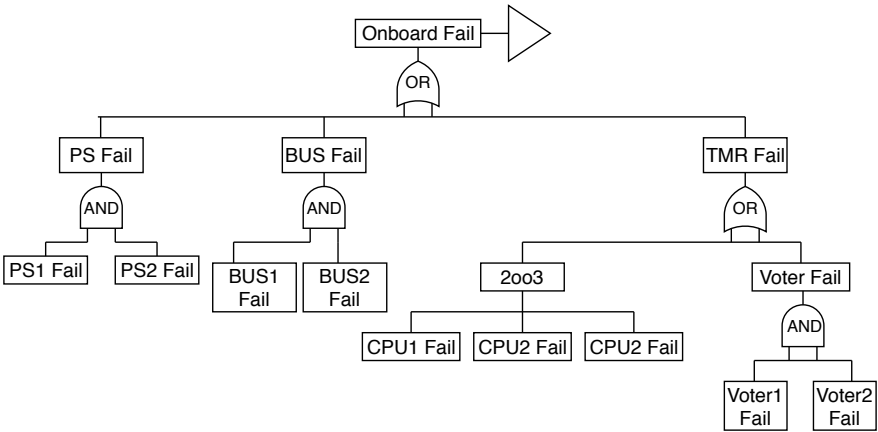 Onboard Fail
OR
PS Fail
BUS Fail
TMR Fail
AND
AND
OR
PS1 Fail
PS2 Fail
BUS1
Fail
BUS2
Fail
2oo3
Voter Fail
AND
CPU1 Fail
CPU2 Fail
CPU2 Fail
Voter1
Fail
Voter2
Fail